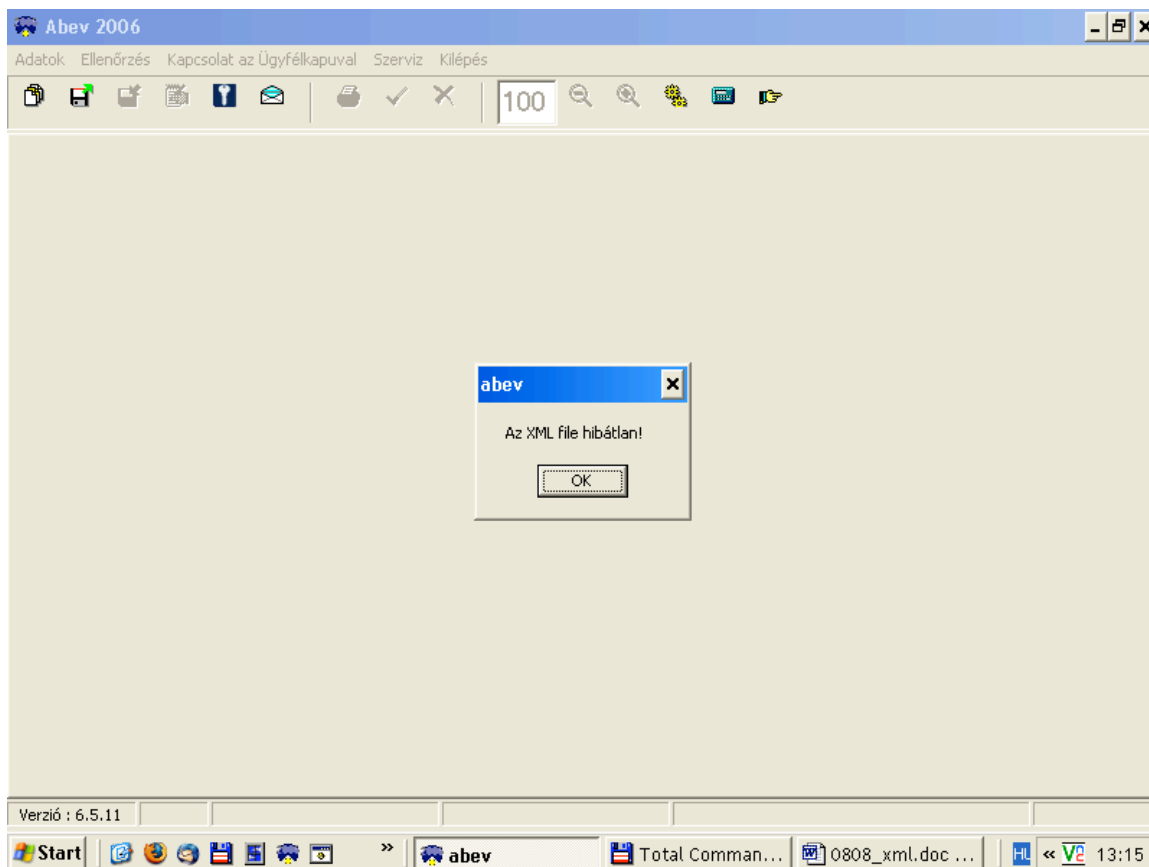 Abev 2006
Adatok Ellenőrzés Kapcsolat az Ügyfélkapuval Szerviz Kilépés
100
abev
Az XML file hibátlan!
OK
Verzió : 6.5.11
Start » abev Total Comman... 0808_xml.doc ... HL « 13:15